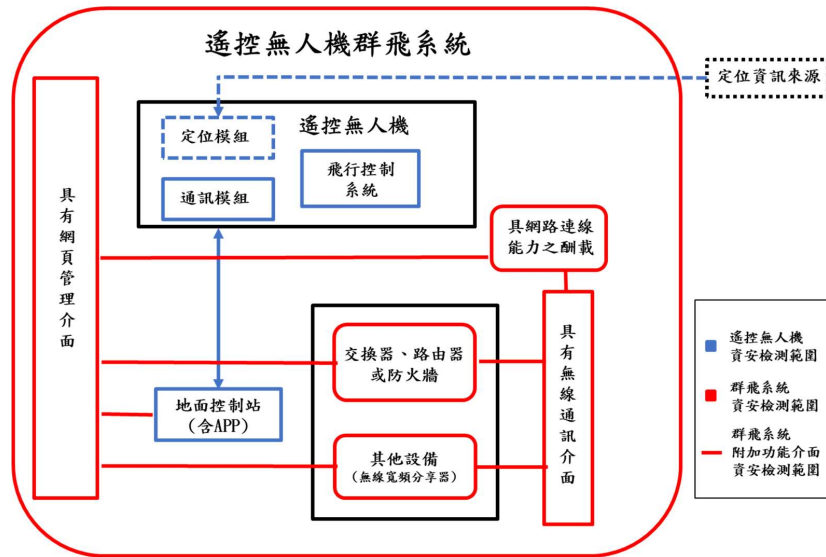 遙控無人機群飛系統
定位資訊來源
具有網頁管理介面
遙控無人機
定位模組
飛行控制
系統
通訊模組
具網路連線
能力之酬載
具有無線通訊介面
交換器、路由器
或防火牆
地面控制站
(含APP)
其他設備
(無線寬頻分享器)
遙控無人機
資安檢測範圍
群飛系統
資安檢測範圍
群飛系統
附加功能介面
資安檢測範圍